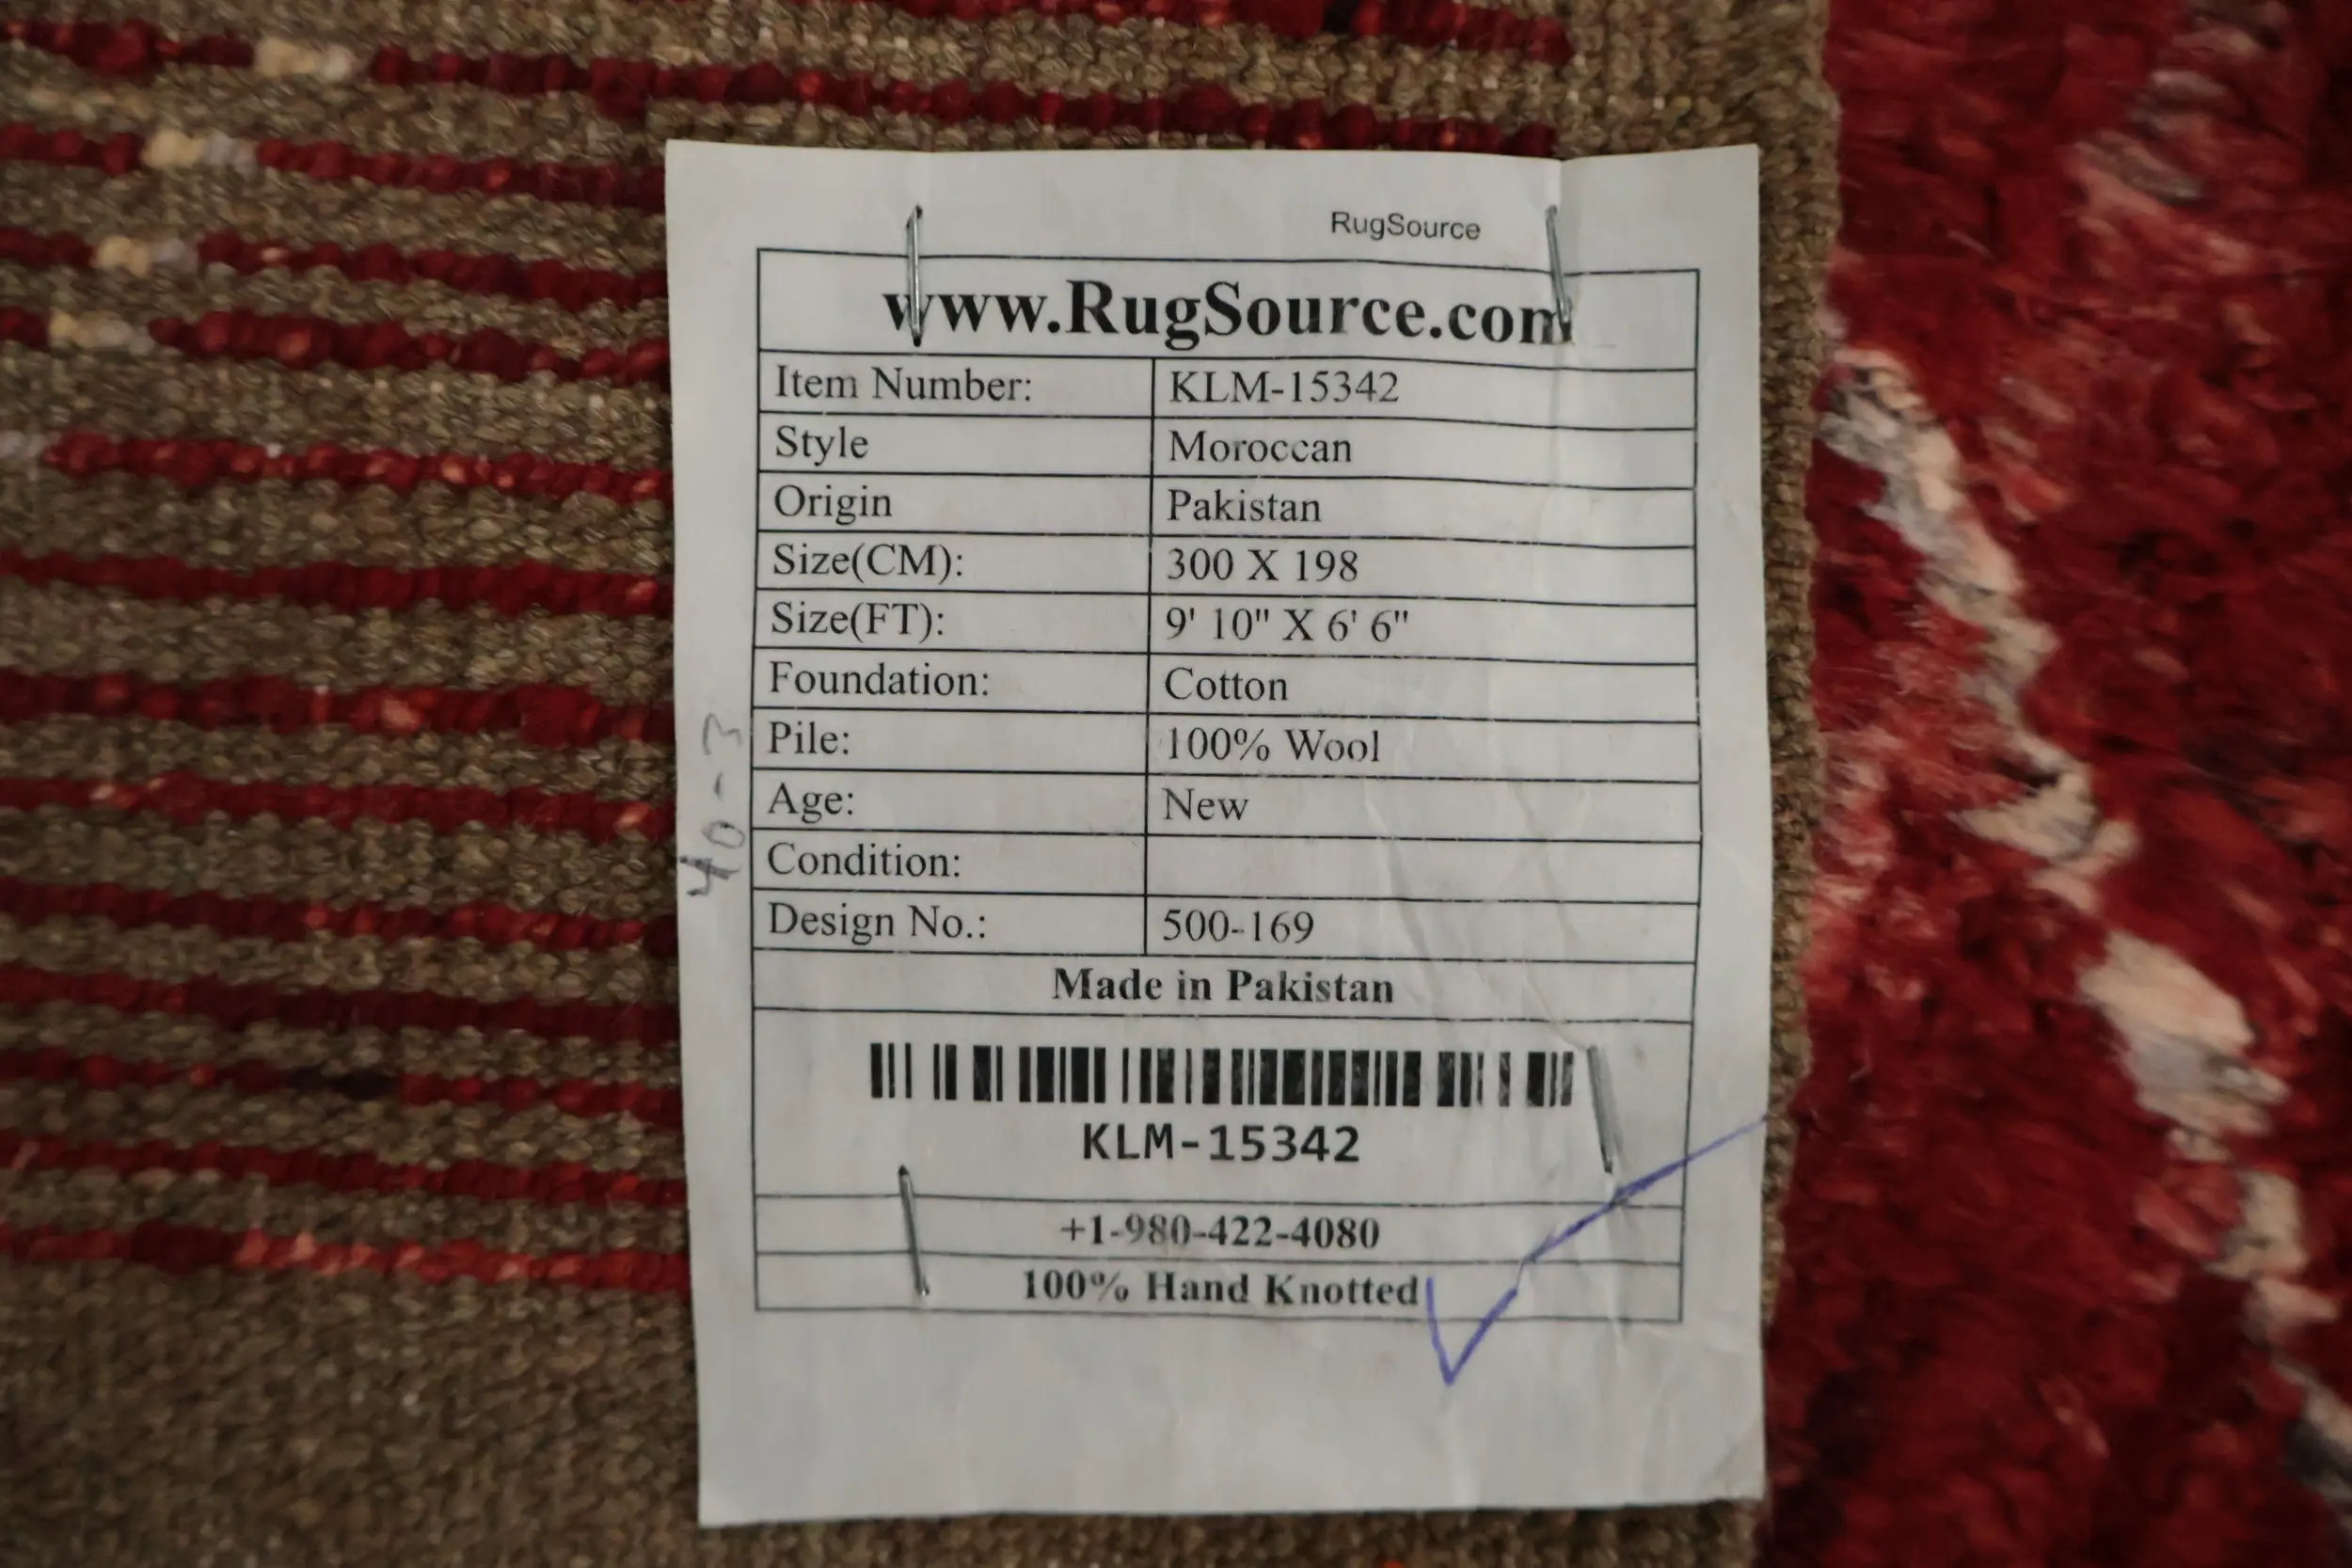 RugSource
www.RugSource.com
Item Number: KLM-15342
Style Moroccan
Origin Pakistan
Size(CM): 300 X 198
Size(FT): 9' 10" X 6' 6"
Foundation: Cotton
Pile: 100% Wool
Age: New
Condition:
Design No.: 500-169
Made in Pakistan
KLM-15342
+1-980-422-4080
100% Hand Knotted
40-3